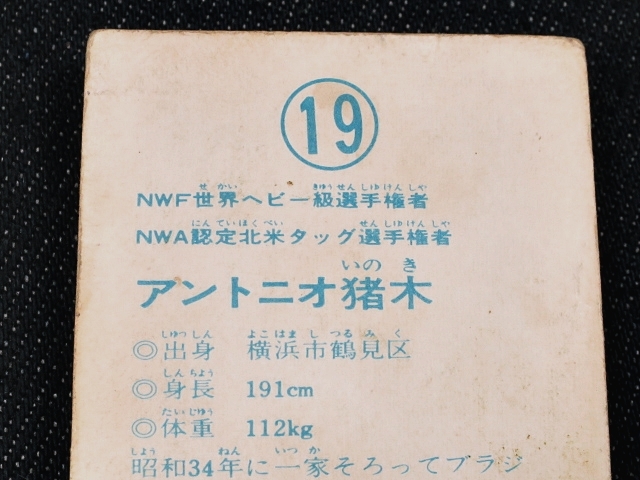 19
NWF世界ヘビー級選手権者
NWA認定北米タッグ選手権者
アントニオ猪木
◎出身 横浜市鶴見区
◎身長 191cm
◎体重 112kg
昭和34年に一家そろってブラジ